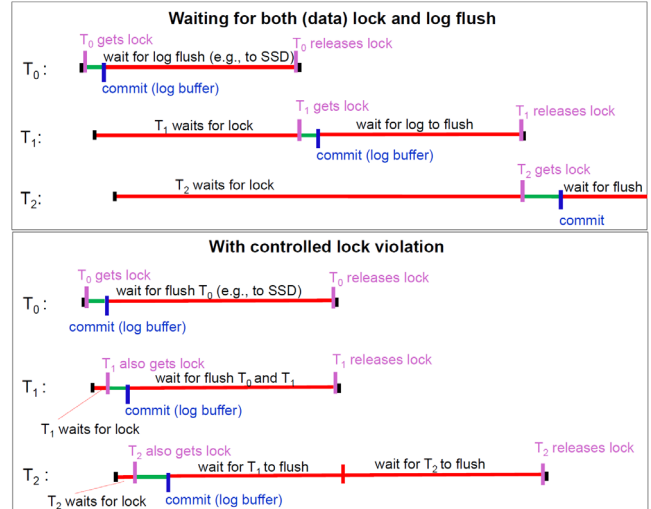 Waiting for both (data) lock and log flush
T0 gets lock
T0 releases lock
wait for log flush (e.g., to SSD)
T0 :
commit (log buffer)
T1 gets lock
T1 releases lock
T1 waits for lock
wait for log to flush
T1:
commit (log buffer)
T2 gets lock
T2 waits for lock
wait for flush
T2:
commit
With controlled lock violation
T0 gets lock
T0 releases lock
wait for flush T0 (e.g., to SSD)
T0 :
commit (log buffer)
T1 also gets lock
T1 releases lock
wait for flush T0 and T1
T1 :
commit (log buffer)
T1 waits for lock
T2 also gets lock
T2 releases lock
wait for T1 to flush
wait for T2 to flush
T2 :
T2 waits for lock
commit (log buffer)